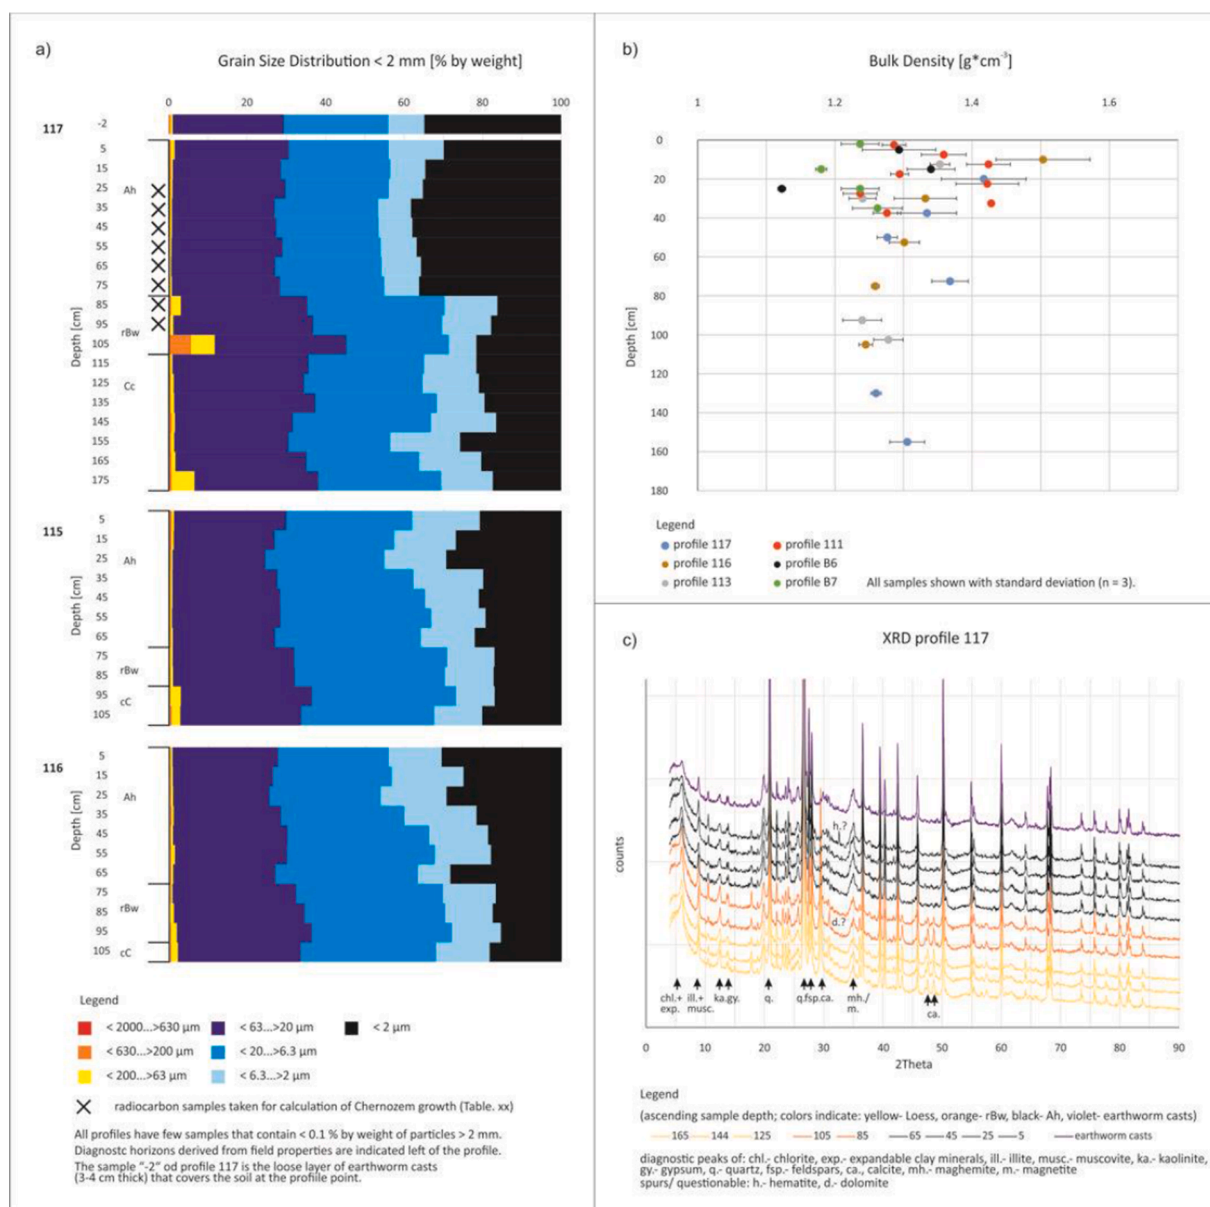 a)
Grain Size Distribution < 2 mm [% by weight]
0 20 40 60 80 100
117
-2
5
15
25
35
45
55
65
75
85
95
105
115
125
135
145
155
165
175
Ah
rBw
Cc
Depth [cm]
115
5
15
25
35
45
55
65
75
85
95
105
Ah
rBw
cC
Depth [cm]
116
5
15
25
35
45
55
65
75
85
95
105
Ah
rBw
cC
Depth [cm]
Legend
< 2000...>630 µm
< 63...>20 µm
< 2 µm
< 630...>200 µm
< 20...>6.3 µm
< 200...>63 µm
< 6.3...>2 µm
radiocarbon samples taken for calculation of Chernozem growth (Table. xx)
All profiles have few samples that contain < 0.1 % by weight of particles > 2 mm.
Diagnostc horizons derived from field properties are indicated left of the profile.
The sample "-2" od profile 117 is the loose layer of earthworm casts
(3-4 cm thick) that covers the soil at the profiile point.
b)
Bulk Density [g*cm⁻³]
1 1.2 1.4 1.6
0
20
40
60
80
100
120
140
160
180
Depth [cm]
Legend
profile 117
profile 111
profile 116
profile B6
profile 113
profile B7
All samples shown with standard deviation (n = 3).
c)
XRD profile 117
counts
h.?
d.?
chl.+
exp.
ill.+
musc.
ka.gy.
q.
q.fsp.ca.
mh./
m.
ca.
0 10 20 30 40 50 60 70 80 90
2Theta
Legend
(ascending sample depth; colors indicate: yellow- Loess, orange- rBw, black- Ah, violet- earthworm casts)
165 144 125 105 85 65 45 25 5 earthworm casts
diagnostic peaks of: chl.- chlorite, exp.- expandable clay minerals, ill.- illite, musc.- muscovite, ka.- kaolinite,
gy.- gypsum, q.- quartz, fsp.- feldspars, ca., calcite, mh.- maghemite, m.- magnetite
spurs/ questionable: h.- hematite, d.- dolomite